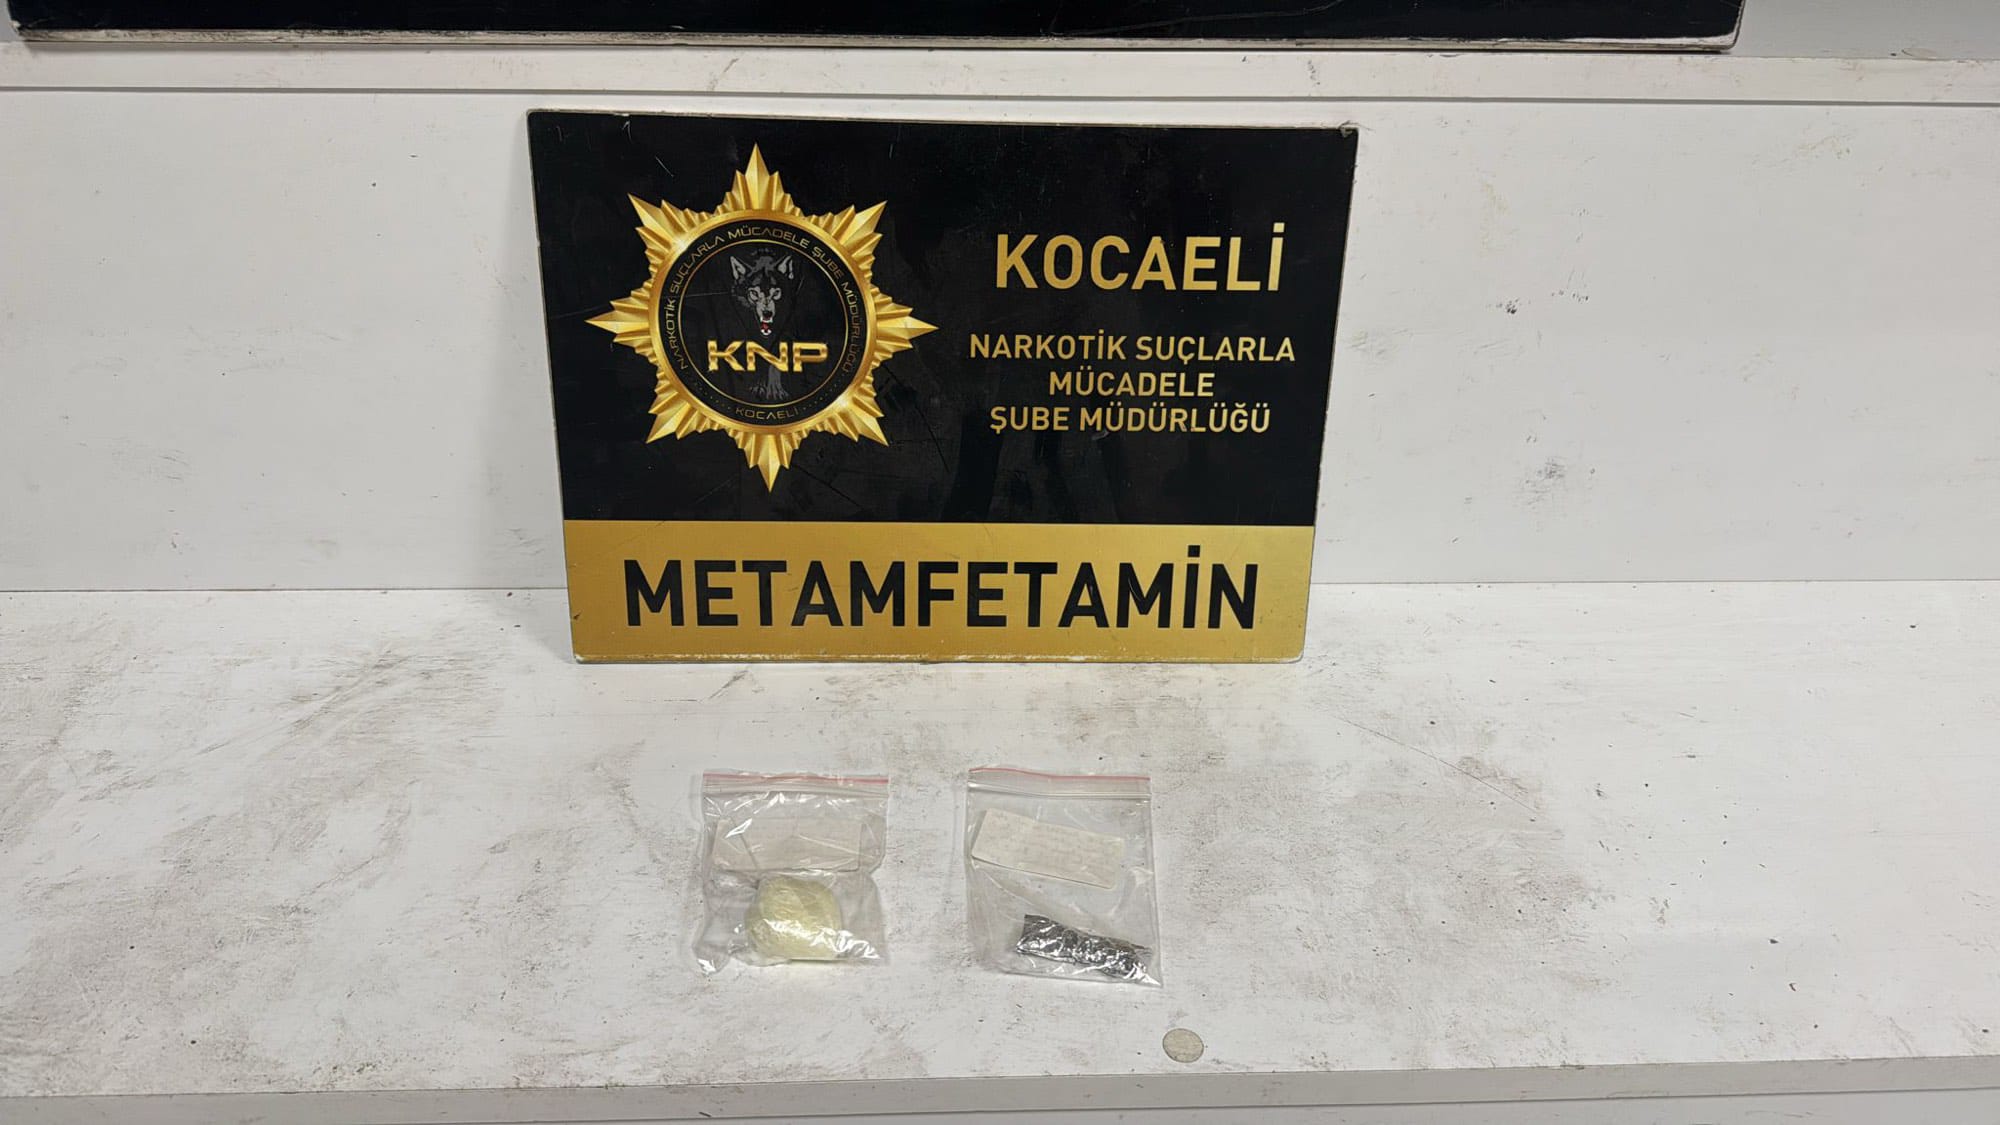 NARKOTİK SUÇLARLA MÜCADELE ŞUBE MÜDÜRLÜĞÜ
KNP
KOCAELİ
KOCAELİ
NARKOTİK SUÇLARLA
MÜCADELE
ŞUBE MÜDÜRLÜĞÜ
METAMFETAMİN